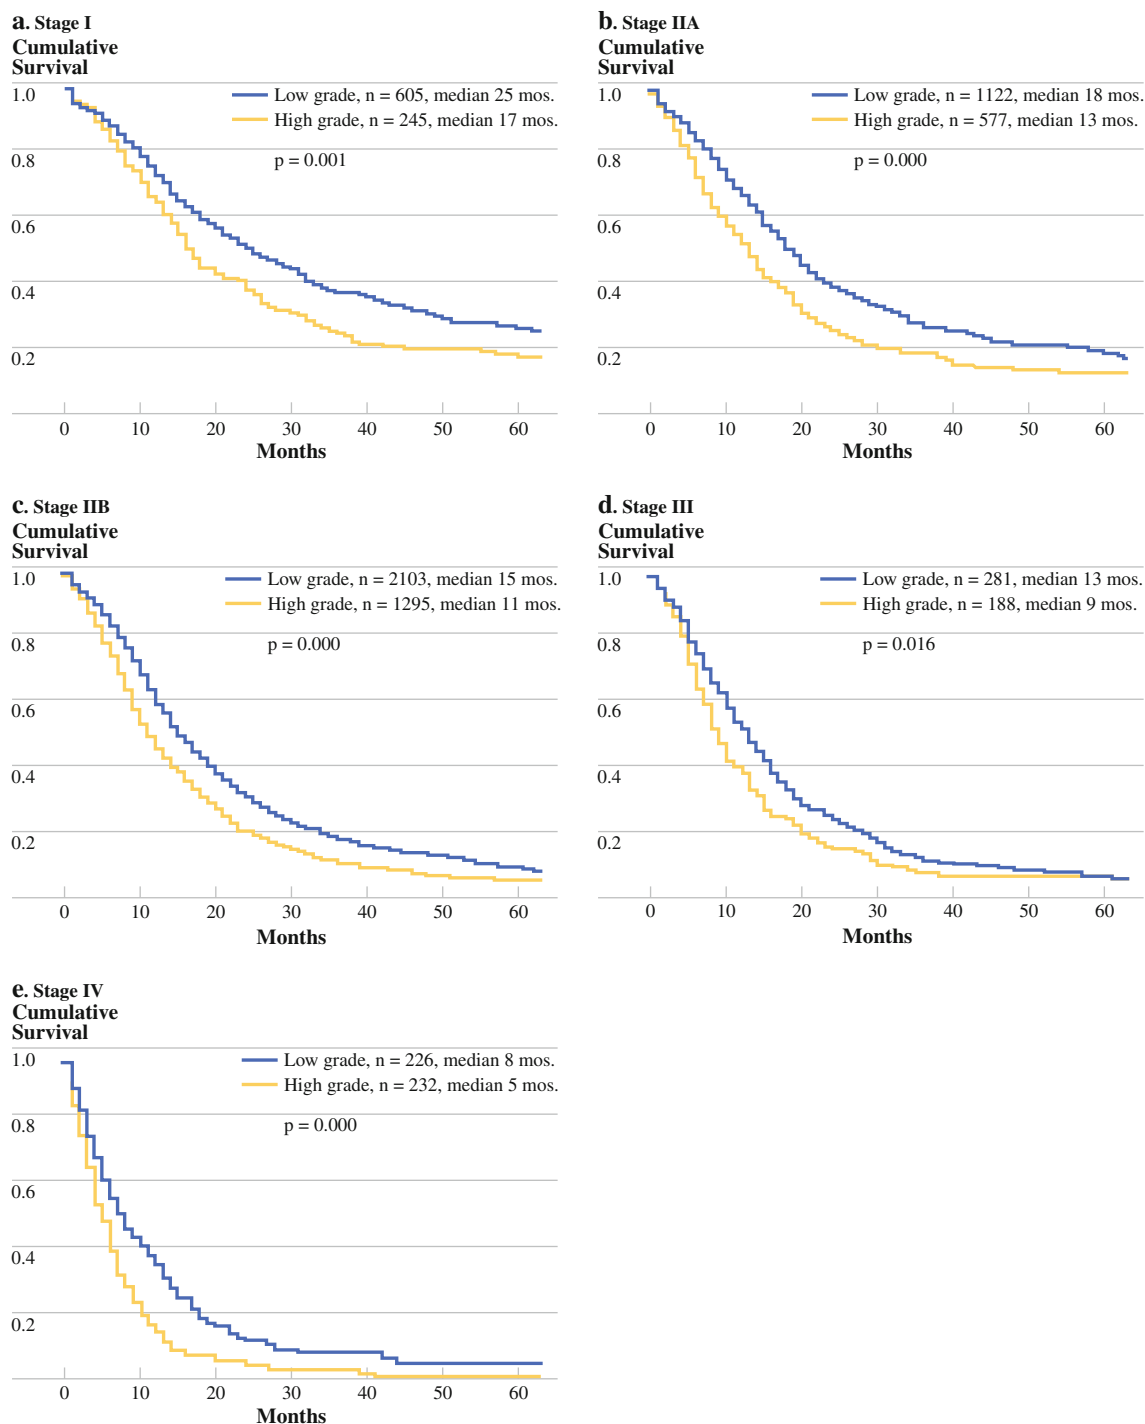 a. Stage I
Cumulative
Survival
1.0
0.8
0.6
0.4
0.2
Low grade, n = 605, median 25 mos.
High grade, n = 245, median 17 mos.
p = 0.001
0 10 20 30 40 50 60
Months
b. Stage IIA
Cumulative
Survival
1.0
0.8
0.6
0.4
0.2
Low grade, n = 1122, median 18 mos.
High grade, n = 577, median 13 mos.
p = 0.000
0 10 20 30 40 50 60
Months
c. Stage IIB
Cumulative
Survival
1.0
0.8
0.6
0.4
0.2
Low grade, n = 2103, median 15 mos.
High grade, n = 1295, median 11 mos.
p = 0.000
0 10 20 30 40 50 60
Months
d. Stage III
Cumulative
Survival
1.0
0.8
0.6
0.4
0.2
Low grade, n = 281, median 13 mos.
High grade, n = 188, median 9 mos.
p = 0.016
0 10 20 30 40 50 60
Months
e. Stage IV
Cumulative
Survival
1.0
0.8
0.6
0.4
0.2
Low grade, n = 226, median 8 mos.
High grade, n = 232, median 5 mos.
p = 0.000
0 10 20 30 40 50 60
Months